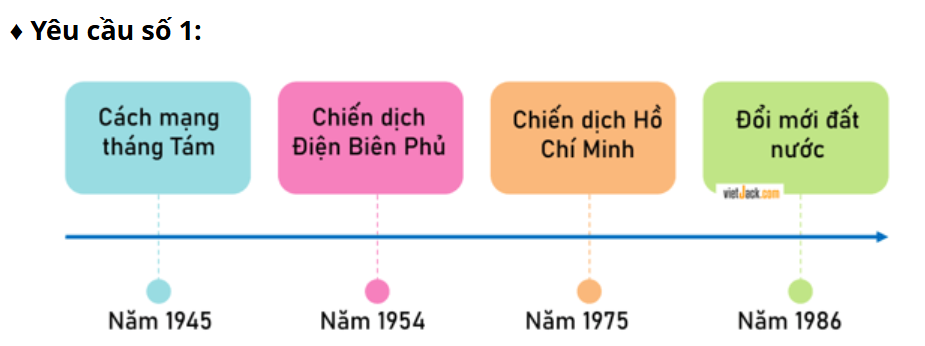 ♦ Yêu cầu số 1:
Cách mạng
tháng Tám
Chiến dịch
Điện Biên Phủ
Chiến dịch Hồ
Chí Minh
Đổi mới đất
nước
vietJack.com
Năm 1945
Năm 1954
Năm 1975
Năm 1986